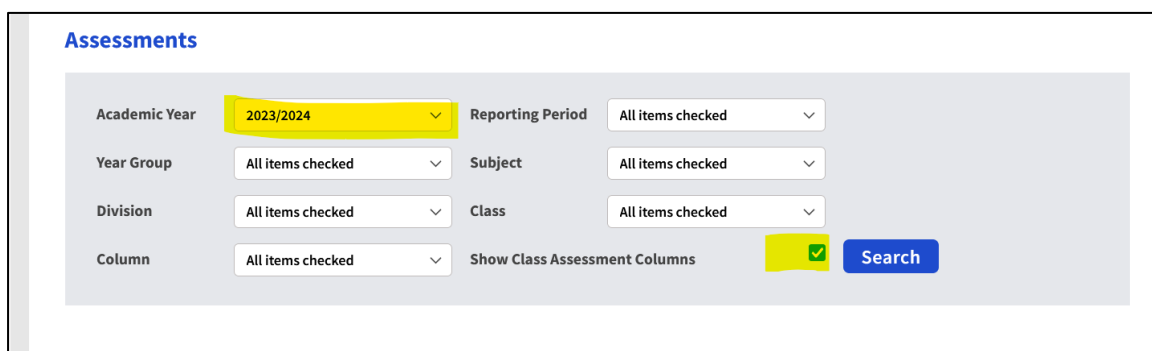 Assessments
Academic Year 2023/2024 Reporting Period All items checked
Year Group All items checked Subject All items checked
Division All items checked Class All items checked
Column All items checked Show Class Assessment Columns Search